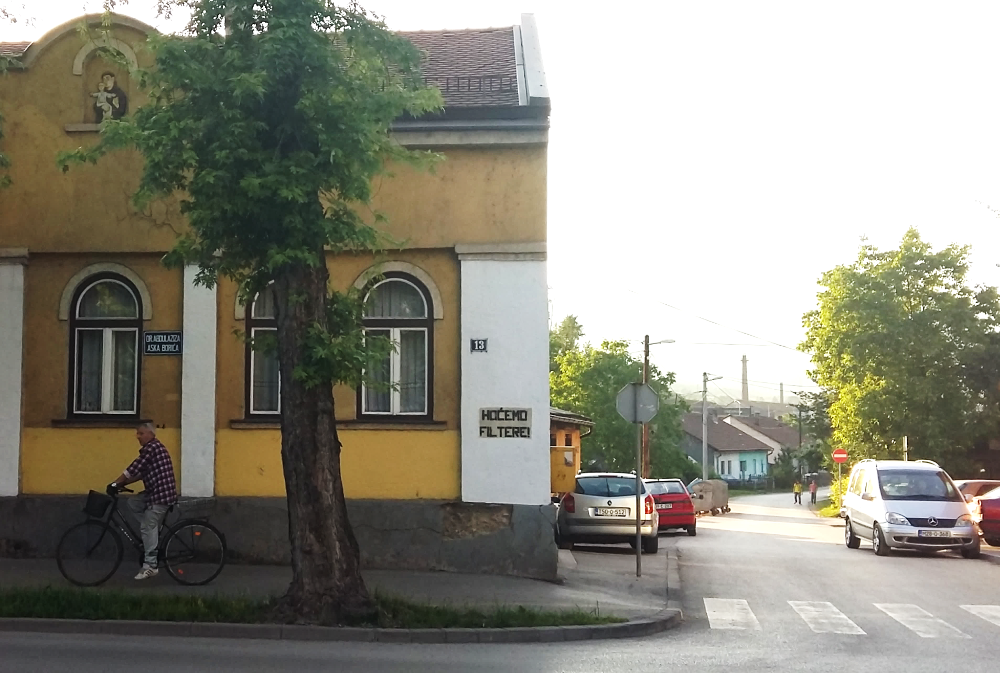 DR.ABDULAZIZA
ASKA BORIĆA
13
HOĆEMO
FILTERE!
T50-O-512
M28-O-368